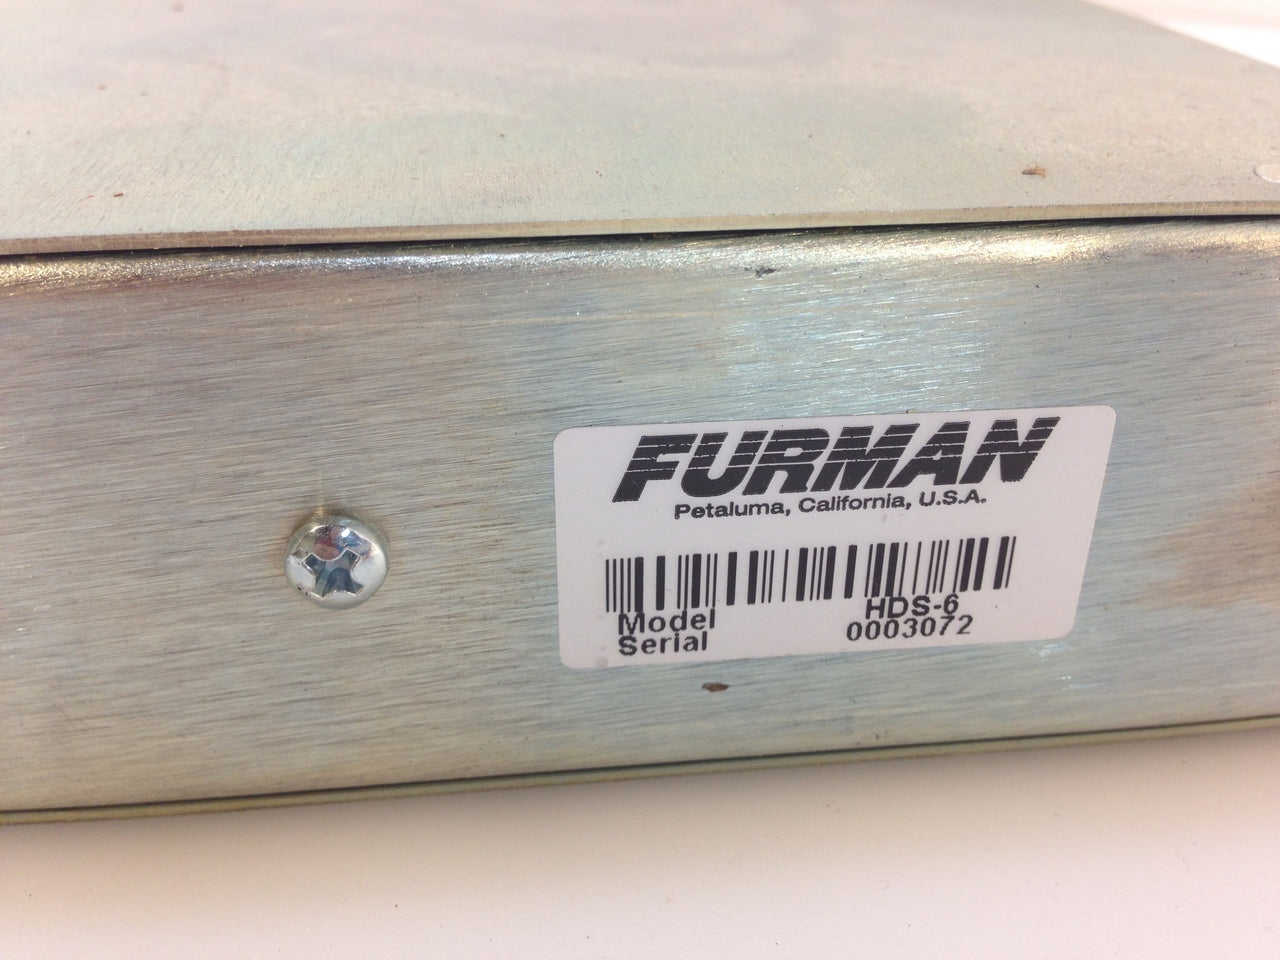 FURMAN
Petaluma, California, U.S.A.
Model HDS-6
Serial 0003072